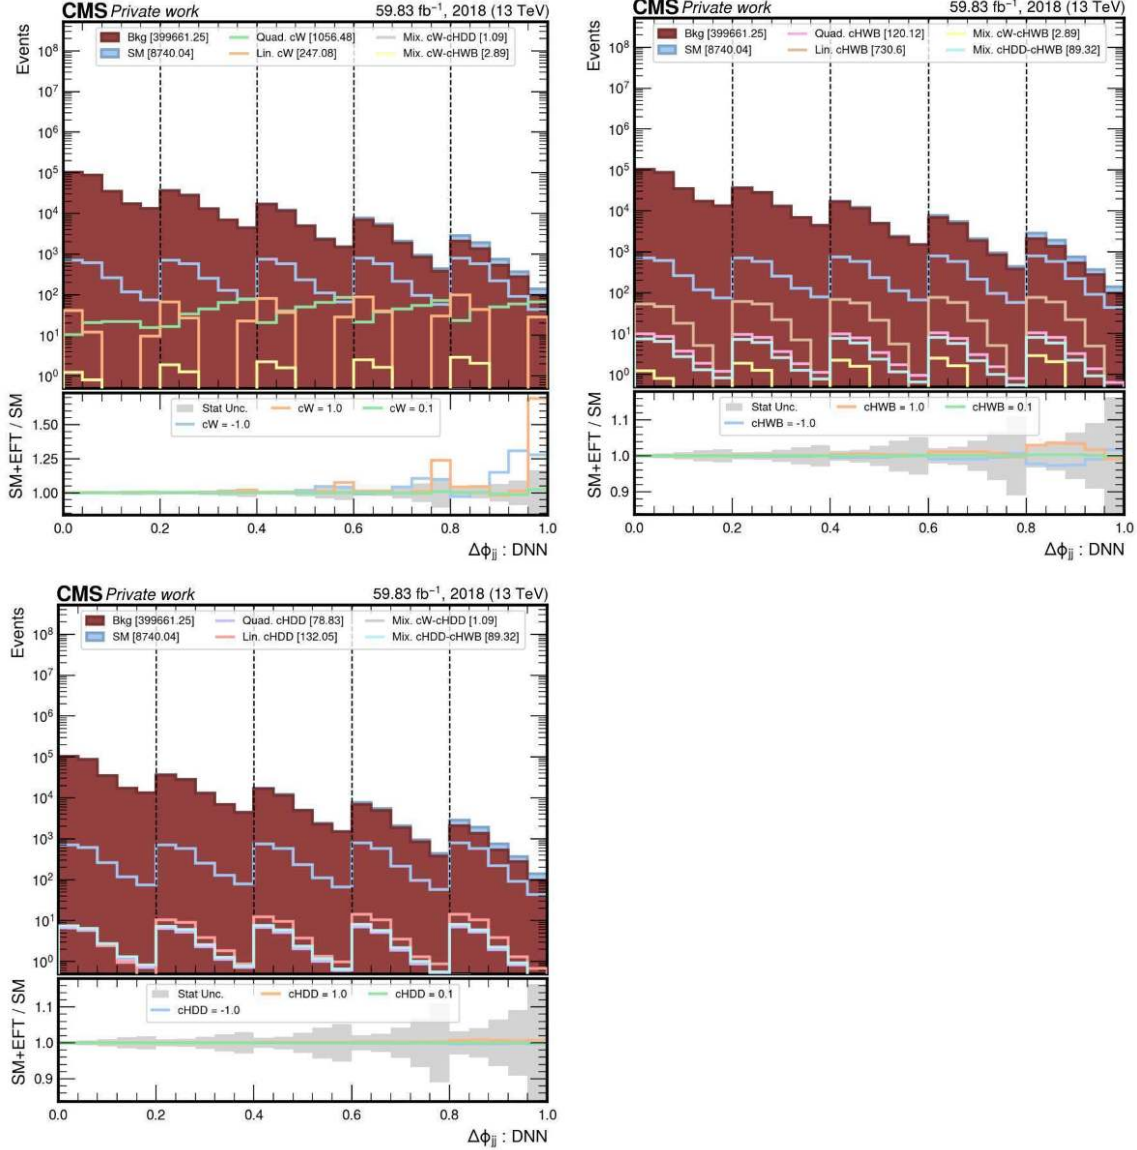 CMS Private work 59.83 fb⁻¹, 2018 (13 TeV)
Events
Bkg [399661.25] Quad. cW [1056.48] Mix. cW-cHDD [1.09]
SM [8740.04] Lin. cW [247.08] Mix. cW-cHWB [2.89]
10⁸
10⁷
10⁶
10⁵
10⁴
10³
10²
10¹
10⁰
SM+EFT / SM
Stat Unc. cW = 1.0 cW = 0.1
cW = -1.0
1.50
1.25
1.00
0.0 0.2 0.4 0.6 0.8 1.0
Δϕjj : DNN
CMS Private work 59.83 fb⁻¹, 2018 (13 TeV)
Events
Bkg [399661.25] Quad. cHWB [120.12] Mix. cW-cHWB [2.89]
SM [8740.04] Lin. cHWB [730.6] Mix. cHDD-cHWB [89.32]
10⁸
10⁷
10⁶
10⁵
10⁴
10³
10²
10¹
10⁰
SM+EFT / SM
Stat Unc. cHWB = 1.0 cHWB = 0.1
cHWB = -1.0
1.1
1.0
0.9
0.0 0.2 0.4 0.6 0.8 1.0
Δϕjj : DNN
CMS Private work 59.83 fb⁻¹, 2018 (13 TeV)
Events
Bkg [399661.25] Quad. cHDD [78.83] Mix. cW-cHDD [1.09]
SM [8740.04] Lin. cHDD [132.05] Mix. cHDD-cHWB [89.32]
10⁸
10⁷
10⁶
10⁵
10⁴
10³
10²
10¹
10⁰
SM+EFT / SM
Stat Unc. cHDD = 1.0 cHDD = 0.1
cHDD = -1.0
1.1
1.0
0.9
0.0 0.2 0.4 0.6 0.8 1.0
Δϕjj : DNN